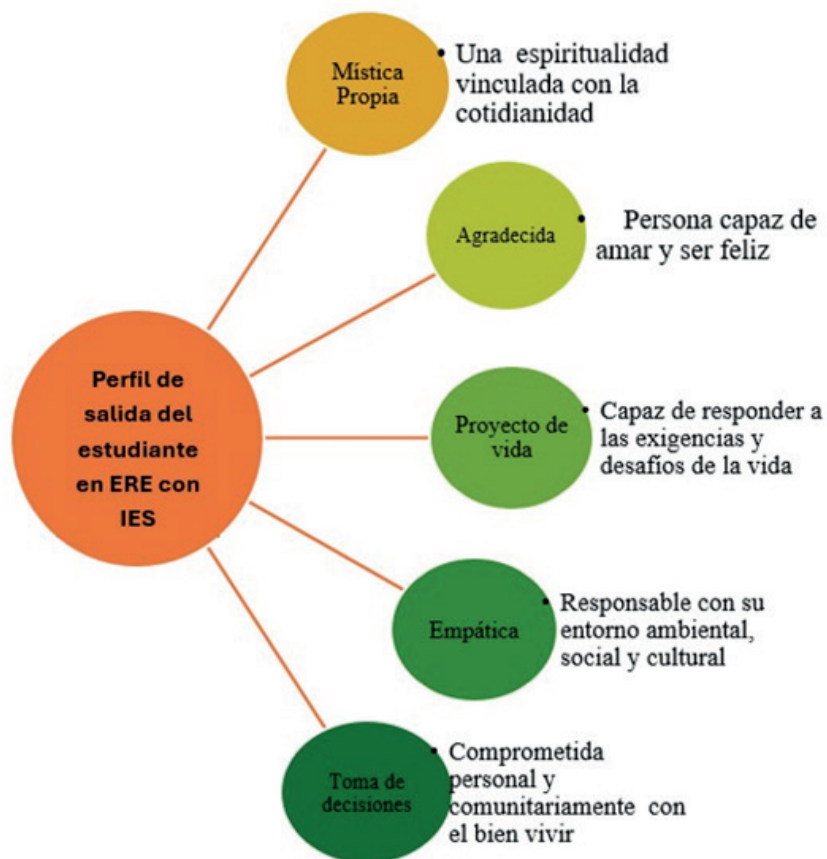 Perfil de
salida del
estudiante
en ERE con
IES
Mística
Propia
• Una espiritualidad
vinculada con la
cotidianidad
Agradecida
• Persona capaz de
amar y ser feliz
Proyecto de
vida
• Capaz de responder a
las exigencias y
desafíos de la vida
Empática
• Responsable con su
entorno ambiental,
social y cultural
Toma de
decisiones
• Comprometida
personal y
comunitariamente con
el bien vivir